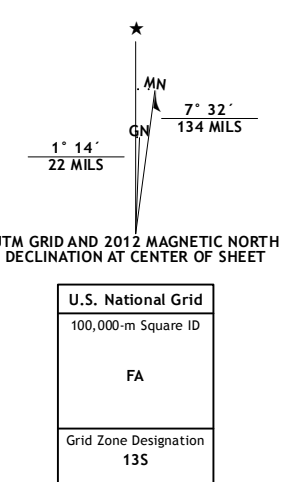 ★
MN
GN
7° 32´
134 MILS
1° 14´
22 MILS
UTM GRID AND 2012 MAGNETIC NORTH
DECLINATION AT CENTER OF SHEET
U.S. National Grid
100,000-m Square ID
FA
Grid Zone Designation
13S